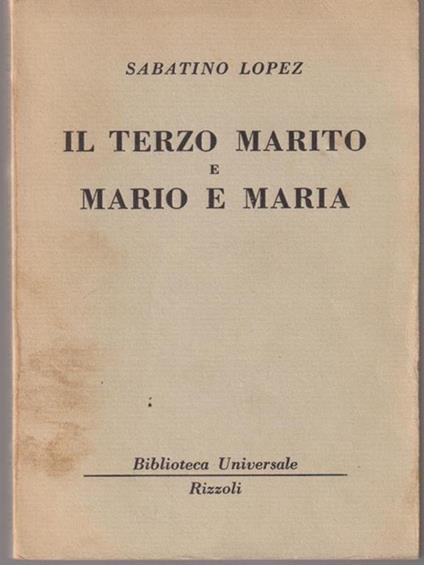 SABATINO LOPEZ
IL TERZO MARITO
E
MARIO E MARIA
Biblioteca Universale
Rizzoli